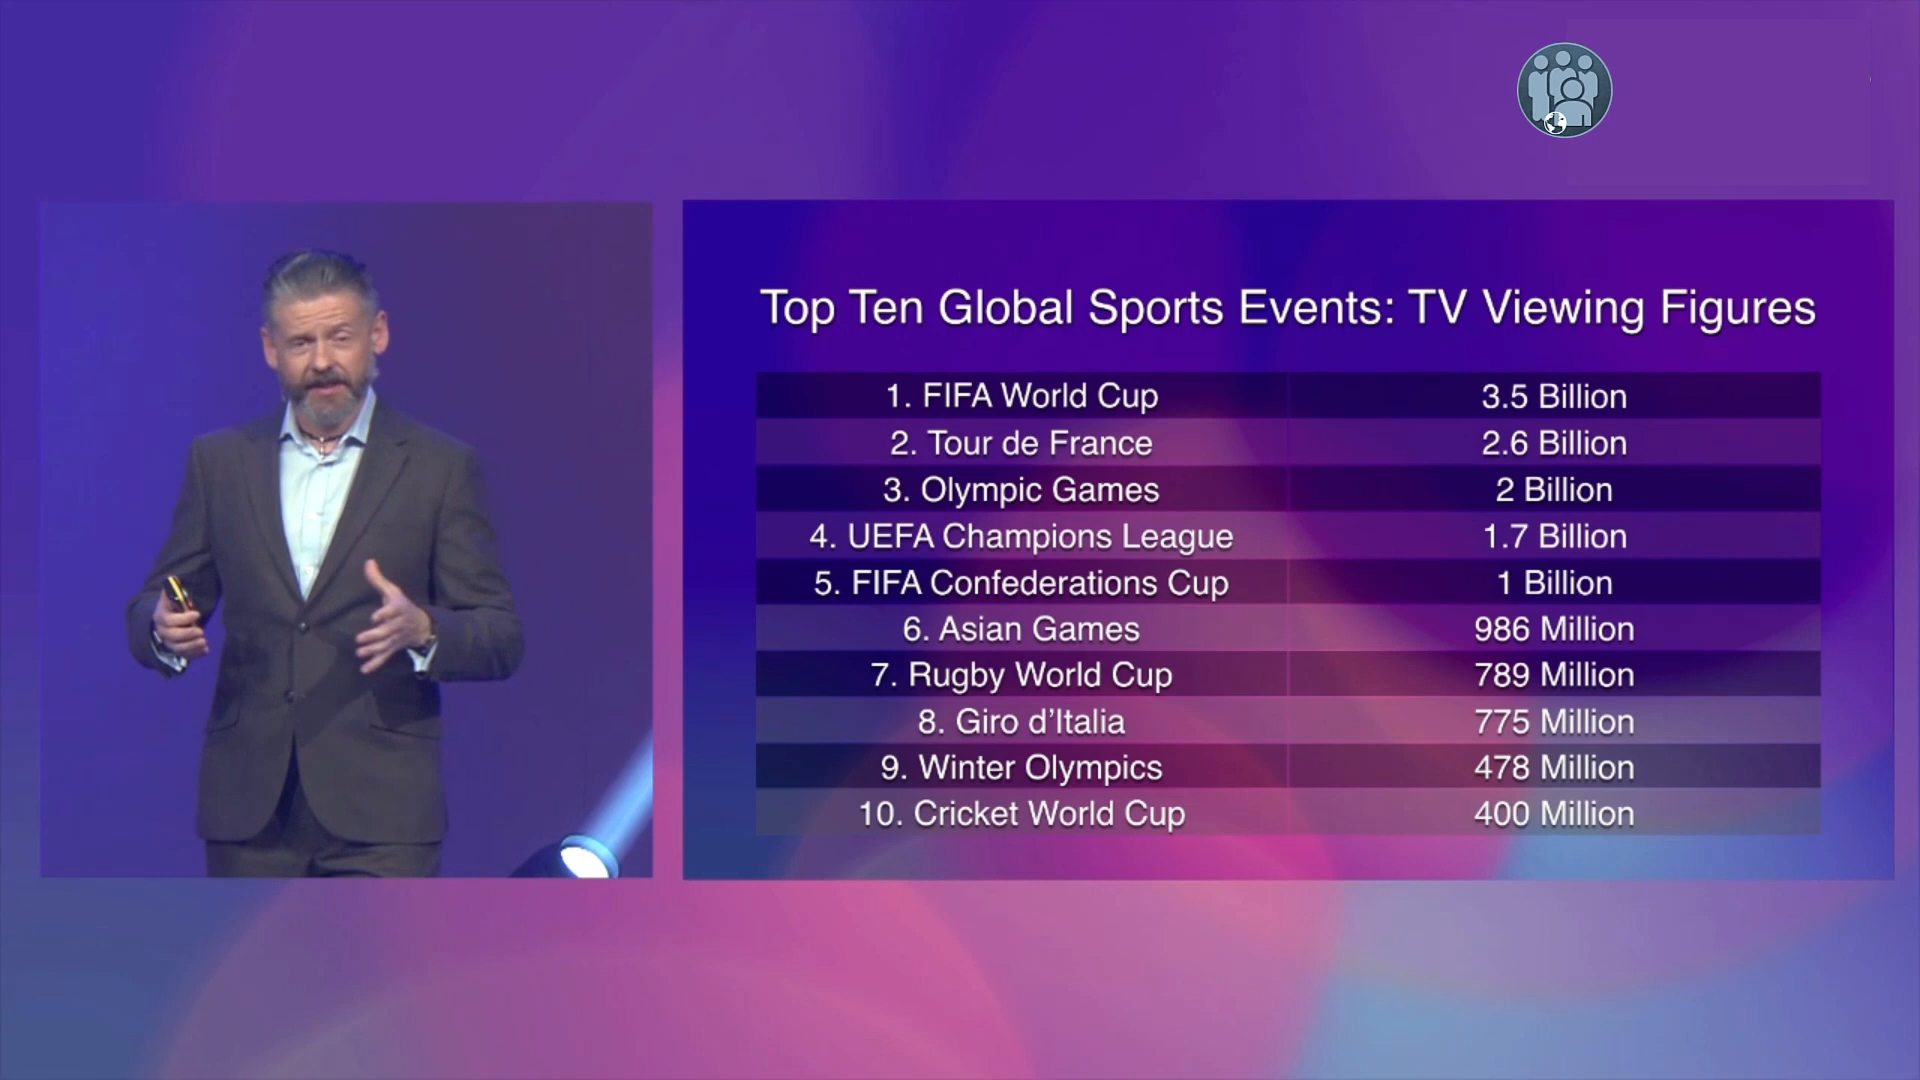 Top Ten Global Sports Events: TV Viewing Figures
1. FIFA World Cup 3.5 Billion
2. Tour de France 2.6 Billion
3. Olympic Games 2 Billion
4. UEFA Champions League 1.7 Billion
5. FIFA Confederations Cup 1 Billion
6. Asian Games 986 Million
7. Rugby World Cup 789 Million
8. Giro d’Italia 775 Million
9. Winter Olympics 478 Million
10. Cricket World Cup 400 Million